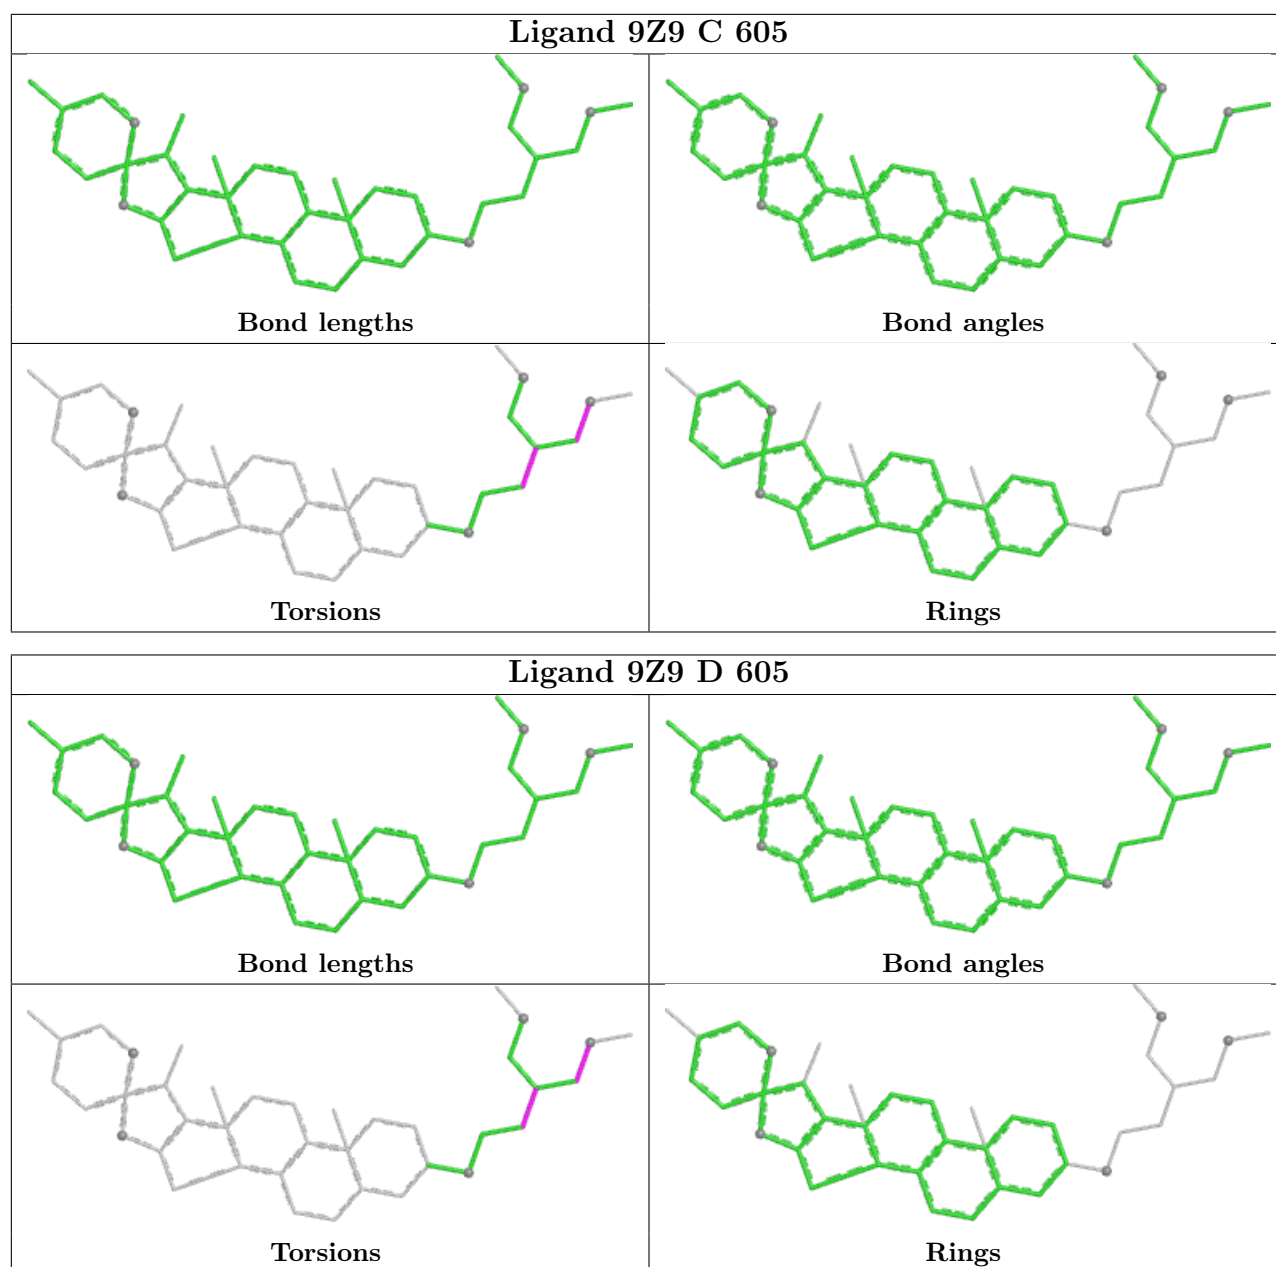 Ligand 9Z9 C 605
Bond lengths
Bond angles
Torsions
Rings
Ligand 9Z9 D 605
Bond lengths
Bond angles
Torsions
Rings